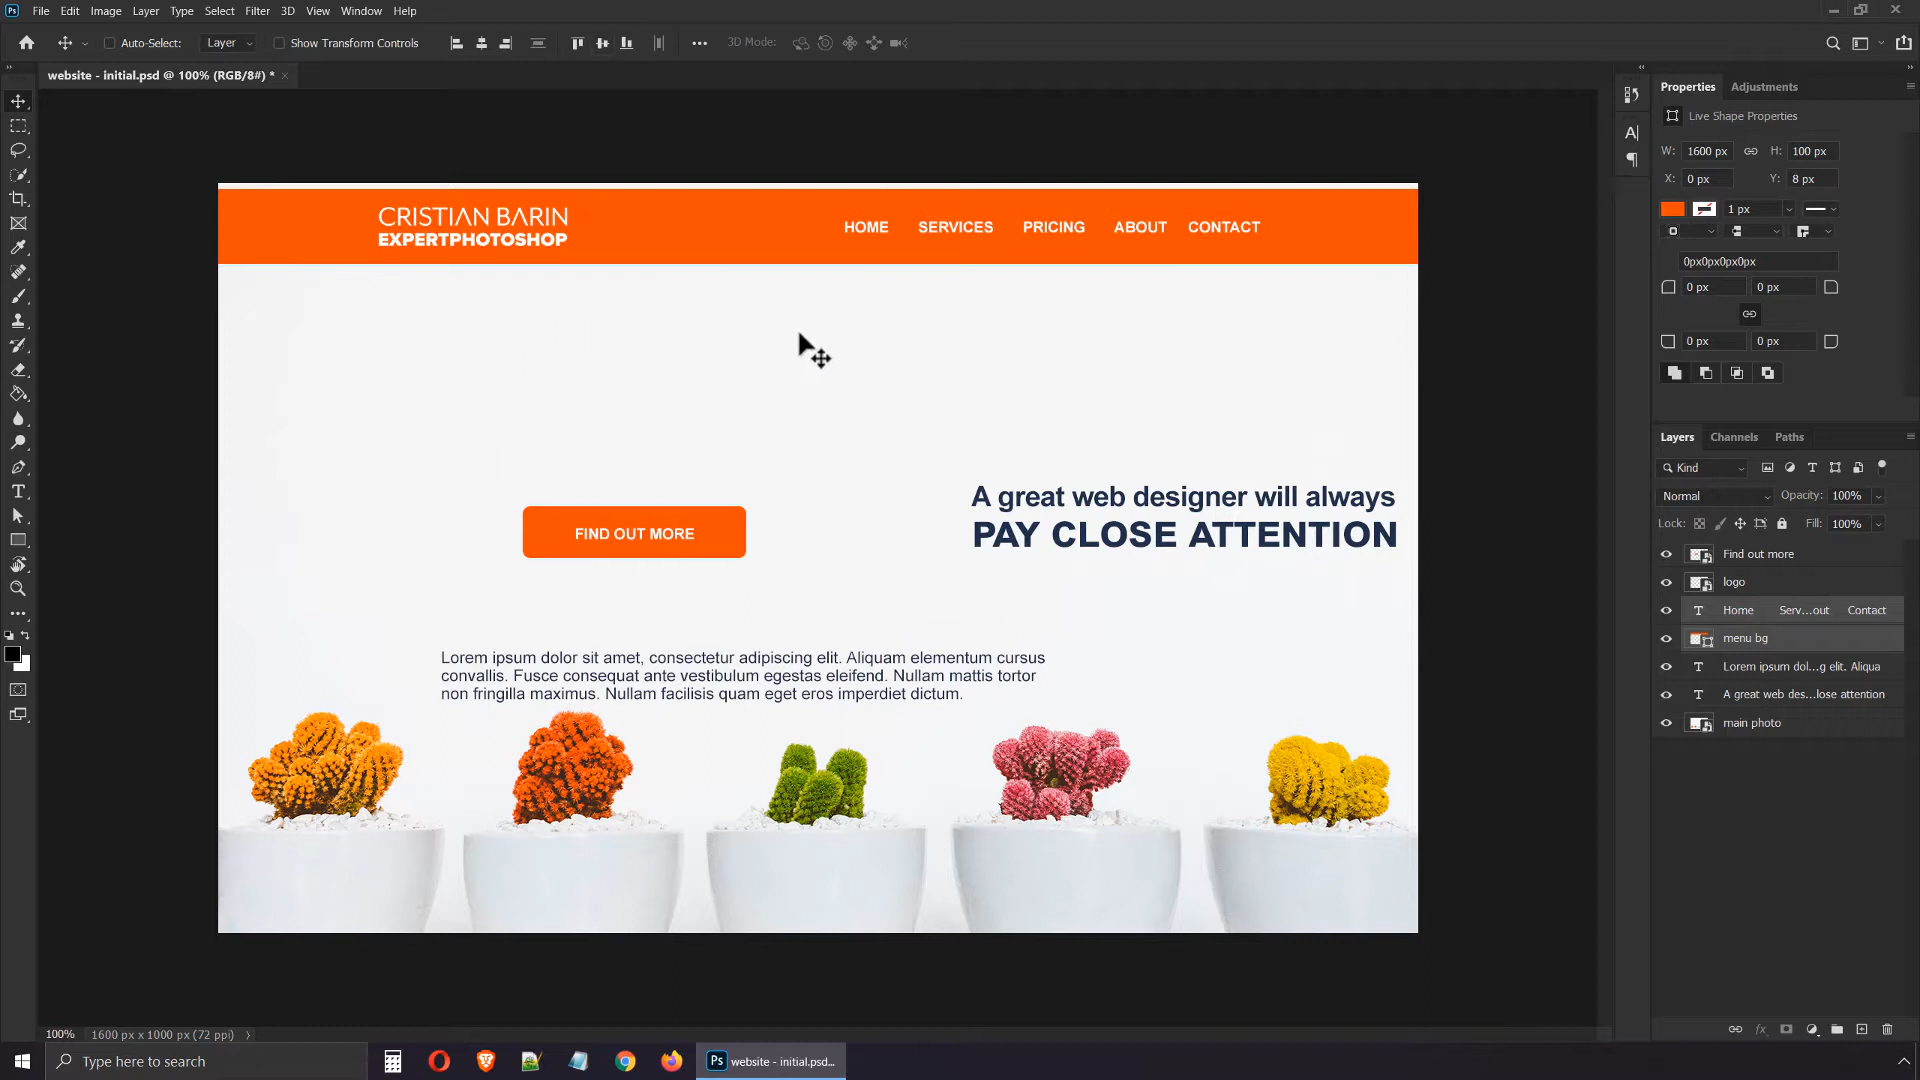 File Edit Image Layer Type Select Filter 3D View Window Help
Auto-Select: Layer Show Transform Controls 3D Mode:
website - initial.psd @ 100% (RGB/8#) *
CRISTIAN BARIN
EXPERTPHOTOSHOP
HOME SERVICES PRICING ABOUT CONTACT
A great web designer will always
PAY CLOSE ATTENTION
FIND OUT MORE
Lorem ipsum dolor sit amet, consectetur adipiscing elit. Aliquam elementum cursus
convallis. Fusce consequat ante vestibulum egestas eleifend. Nullam mattis tortor
non fringilla maximus. Nullam facilisis quam eget eros imperdiet dictum.
Properties Adjustments
Live Shape Properties
W: 1600 px H: 100 px
X: 0 px Y: 8 px
1 px
0px0px0px0px
0 px 0 px
0 px 0 px
Layers Channels Paths
Kind
Normal Opacity: 100%
Lock: Fill: 100%
Find out more
logo
Home Serv...out Contact
menu bg
Lorem ipsum dol...g elit. Aliqua
A great web des...lose attention
main photo
100% 1600 px x 1000 px (72 ppi)
Type here to search
Ps website - initial.psd...